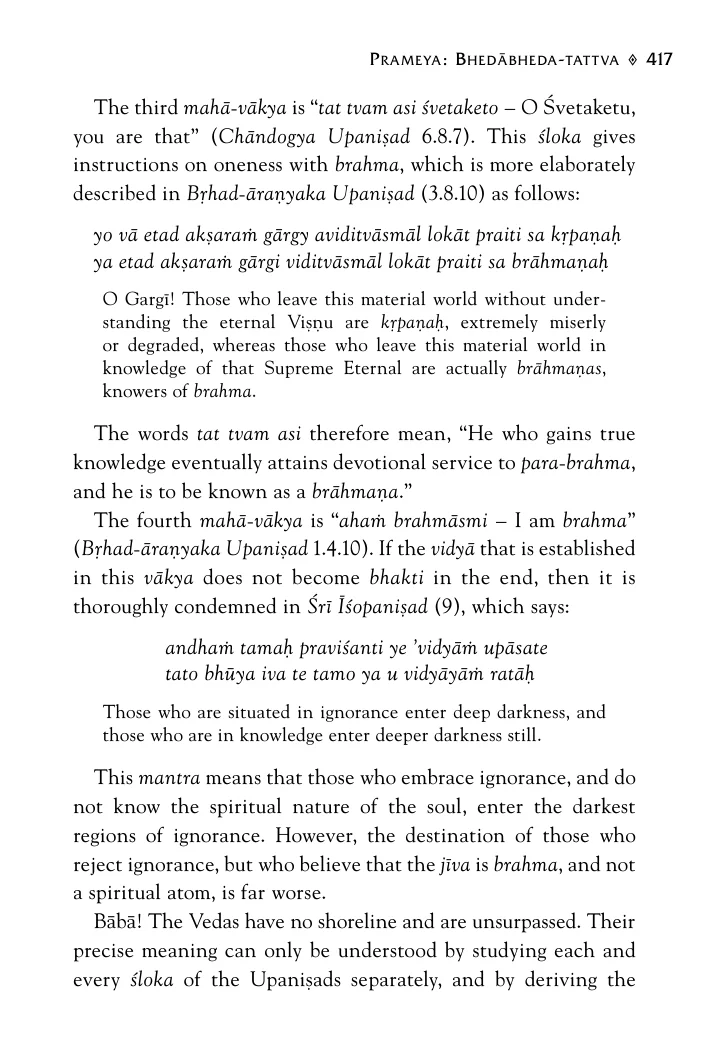 Prameya: Bhedābheda-tattva ◊ 417
The third mahā-vākya is “tat tvam asi śvetaketo – O Śvetaketu,
you are that” (Chāndogya Upaniṣad 6.8.7). This śloka gives
instructions on oneness with brahma, which is more elaborately
described in Bṛhad-āraṇyaka Upaniṣad (3.8.10) as follows:
yo vā etad akṣaraṁ gārgy aviditvāsmāl lokāt praiti sa kṛpaṇaḥ
ya etad akṣaraṁ gārgi viditvāsmāl lokāt praiti sa brāhmaṇaḥ
O Gargī! Those who leave this material world without under-
standing the eternal Viṣṇu are kṛpaṇaḥ, extremely miserly
or degraded, whereas those who leave this material world in
knowledge of that Supreme Eternal are actually brāhmaṇas,
knowers of brahma.
The words tat tvam asi therefore mean, “He who gains true
knowledge eventually attains devotional service to para-brahma,
and he is to be known as a brāhmaṇa.”
The fourth mahā-vākya is “ahaṁ brahmāsmi – I am brahma”
(Bṛhad-āraṇyaka Upaniṣad 1.4.10). If the vidyā that is established
in this vākya does not become bhakti in the end, then it is
thoroughly condemned in Śrī Īśopaniṣad (9), which says:
andhaṁ tamaḥ praviśanti ye ’vidyāṁ upāsate
tato bhūya iva te tamo ya u vidyāyāṁ ratāḥ
Those who are situated in ignorance enter deep darkness, and
those who are in knowledge enter deeper darkness still.
This mantra means that those who embrace ignorance, and do
not know the spiritual nature of the soul, enter the darkest
regions of ignorance. However, the destination of those who
reject ignorance, but who believe that the jīva is brahma, and not
a spiritual atom, is far worse.
Bābā! The Vedas have no shoreline and are unsurpassed. Their
precise meaning can only be understood by studying each and
every śloka of the Upaniṣads separately, and by deriving the